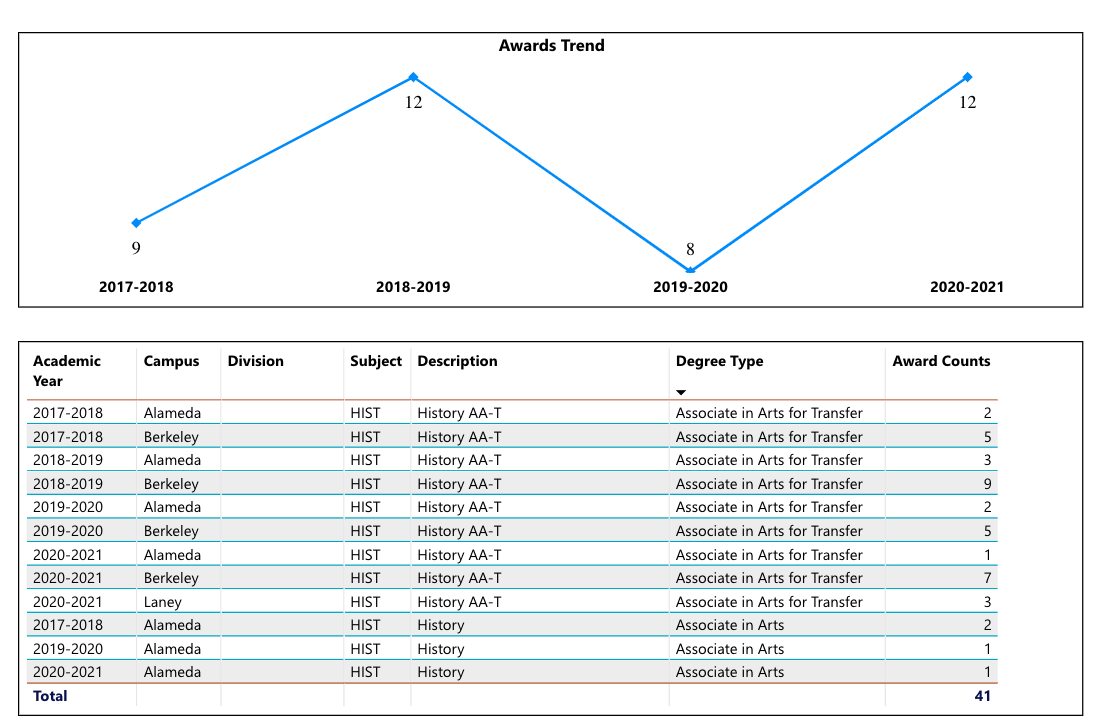 Awards Trend
12
12
9
8
2017-2018 2018-2019 2019-2020 2020-2021
Academic Year Campus Division Subject Description Degree Type Award Counts
2017-2018 Alameda HIST History AA-T Associate in Arts for Transfer 2
2017-2018 Berkeley HIST History AA-T Associate in Arts for Transfer 5
2018-2019 Alameda HIST History AA-T Associate in Arts for Transfer 3
2018-2019 Berkeley HIST History AA-T Associate in Arts for Transfer 9
2019-2020 Alameda HIST History AA-T Associate in Arts for Transfer 2
2019-2020 Berkeley HIST History AA-T Associate in Arts for Transfer 5
2020-2021 Alameda HIST History AA-T Associate in Arts for Transfer 1
2020-2021 Berkeley HIST History AA-T Associate in Arts for Transfer 7
2020-2021 Laney HIST History AA-T Associate in Arts for Transfer 3
2017-2018 Alameda HIST History Associate in Arts 2
2019-2020 Alameda HIST History Associate in Arts 1
2020-2021 Alameda HIST History Associate in Arts 1
Total 41